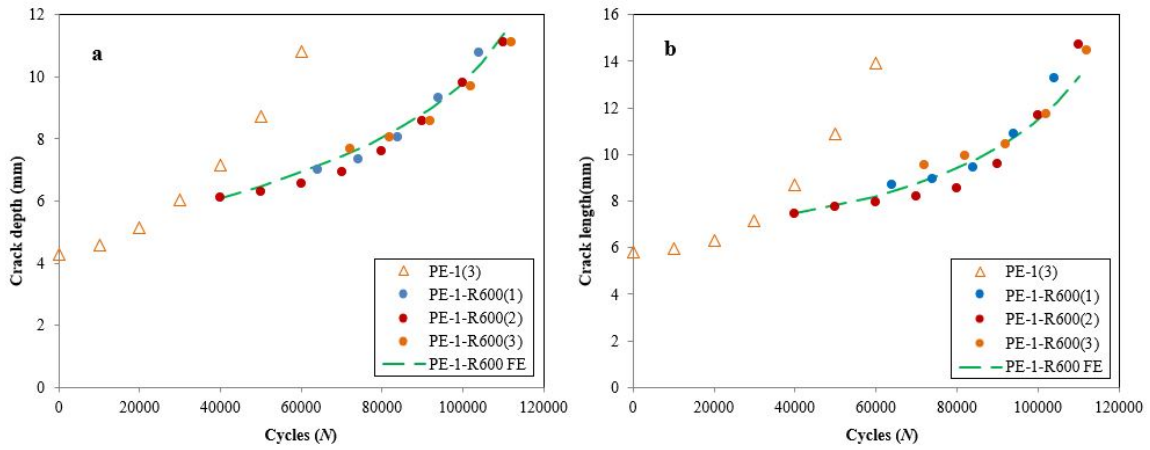 a
12
10
8
6
4
2
0
Crack depth (mm)
PE-1(3)
PE-1-R600(1)
PE-1-R600(2)
PE-1-R600(3)
PE-1-R600 FE
0 20000 40000 60000 80000 100000 120000
Cycles (N)
b
16
14
12
10
8
6
4
2
0
Crack length(mm)
PE-1(3)
PE-1-R600(1)
PE-1-R600(2)
PE-1-R600(3)
PE-1-R600 FE
0 20000 40000 60000 80000 100000 120000
Cycles (N)